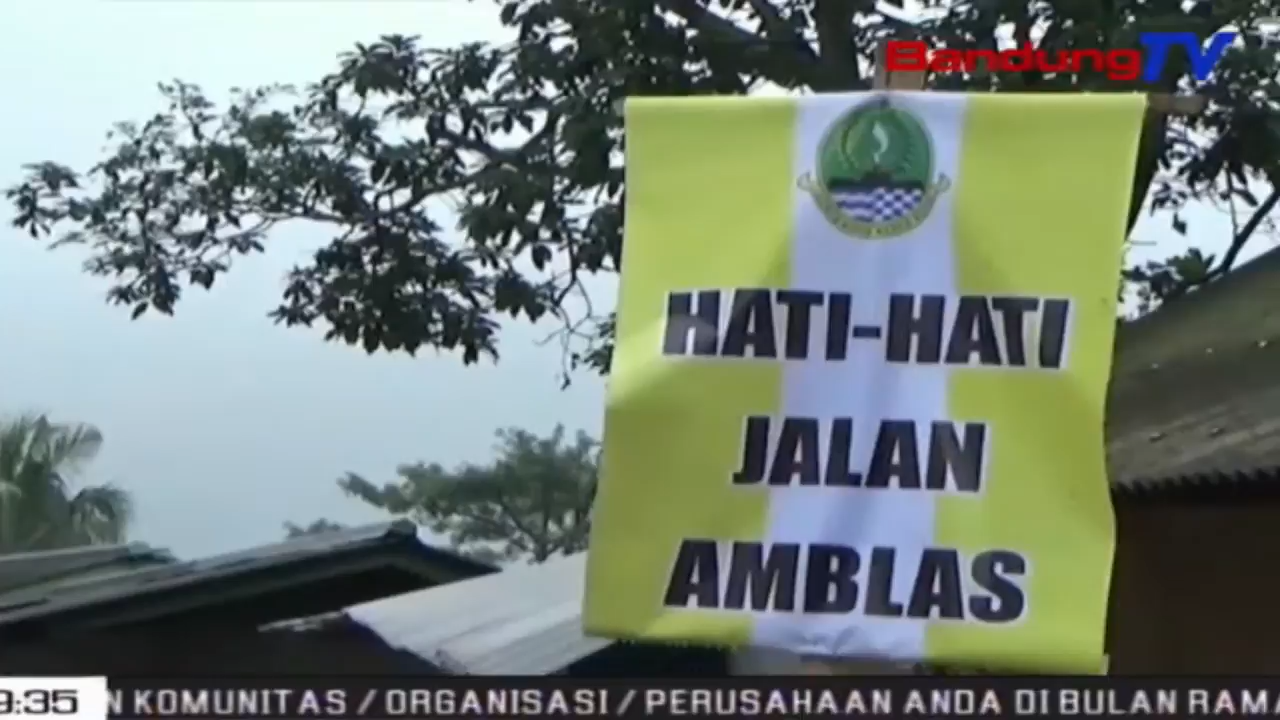 BandungTV
HATI-HATI
JALAN
AMBLAS
9:35
N KOMUNITAS / ORGANISASI / PERUSAHAAN ANDA DI BULAN RAMA